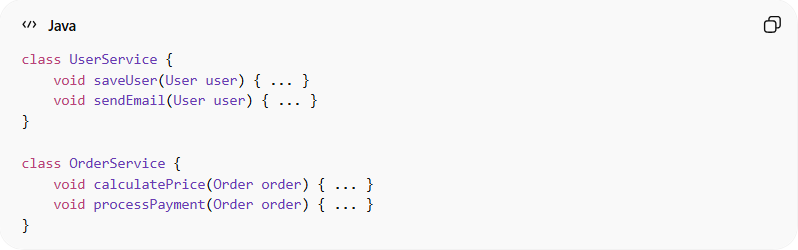 Java
class UserService {
    void saveUser(User user) { ... }
    void sendEmail(User user) { ... }
}

class OrderService {
    void calculatePrice(Order order) { ... }
    void processPayment(Order order) { ... }
}